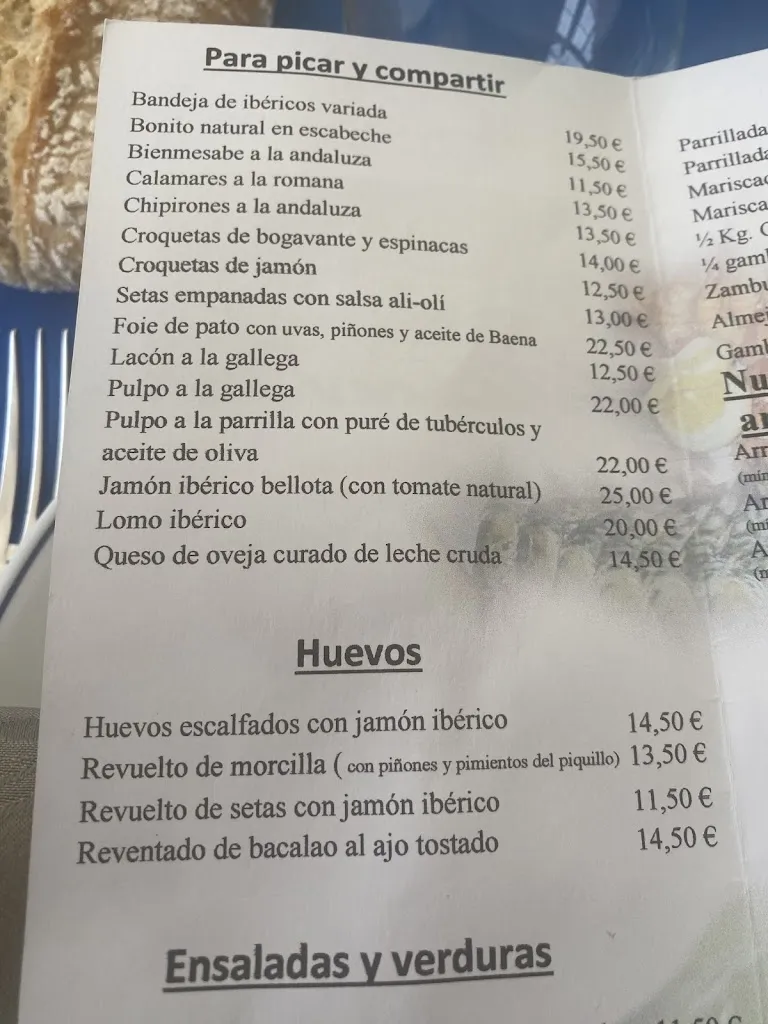 Para picar y compartir
Bandeja de ibéricos variada 19,50 €
Bonito natural en escabeche 15,50 €
Bienmesabe a la andaluza 11,50 €
Calamares a la romana 13,50 €
Chipirones a la andaluza 13,50 €
Croquetas de bogavante y espinacas 14,00 €
Croquetas de jamón 12,50 €
Setas empanadas con salsa ali-olí 13,00 €
Foie de pato con uvas, piñones y aceite de Baena 22,50 €
Lacón a la gallega 12,50 €
Pulpo a la gallega 22,00 €
Pulpo a la parrilla con puré de tubérculos y
aceite de oliva 22,00 €
Jamón ibérico bellota (con tomate natural) 25,00 €
Lomo ibérico 20,00 €
Queso de oveja curado de leche cruda 14,50 €
Huevos
Huevos escalfados con jamón ibérico 14,50 €
Revuelto de morcilla ( con piñones y pimientos del piquillo) 13,50 €
Revuelto de setas con jamón ibérico 11,50 €
Reventado de bacalao al ajo tostado 14,50 €
Ensaladas y verduras
Parrillada
Parrillada
½ Kg.
¼